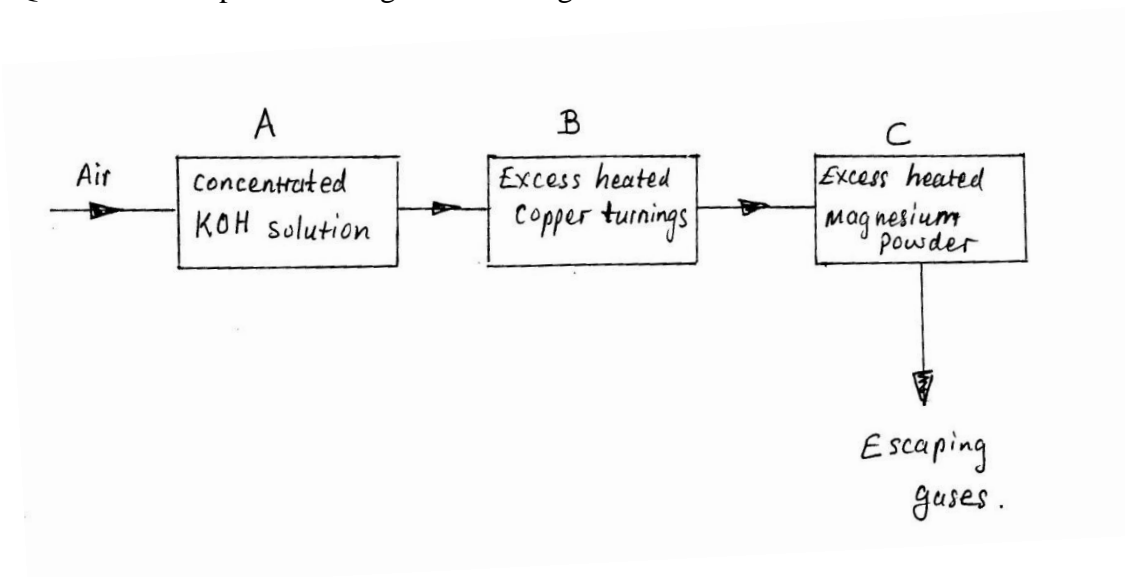 A
B
C
Air
Concentrated
KOH solution
Excess heated
Copper turnings
Excess heated
Magnesium
Powder
Escaping
gases.